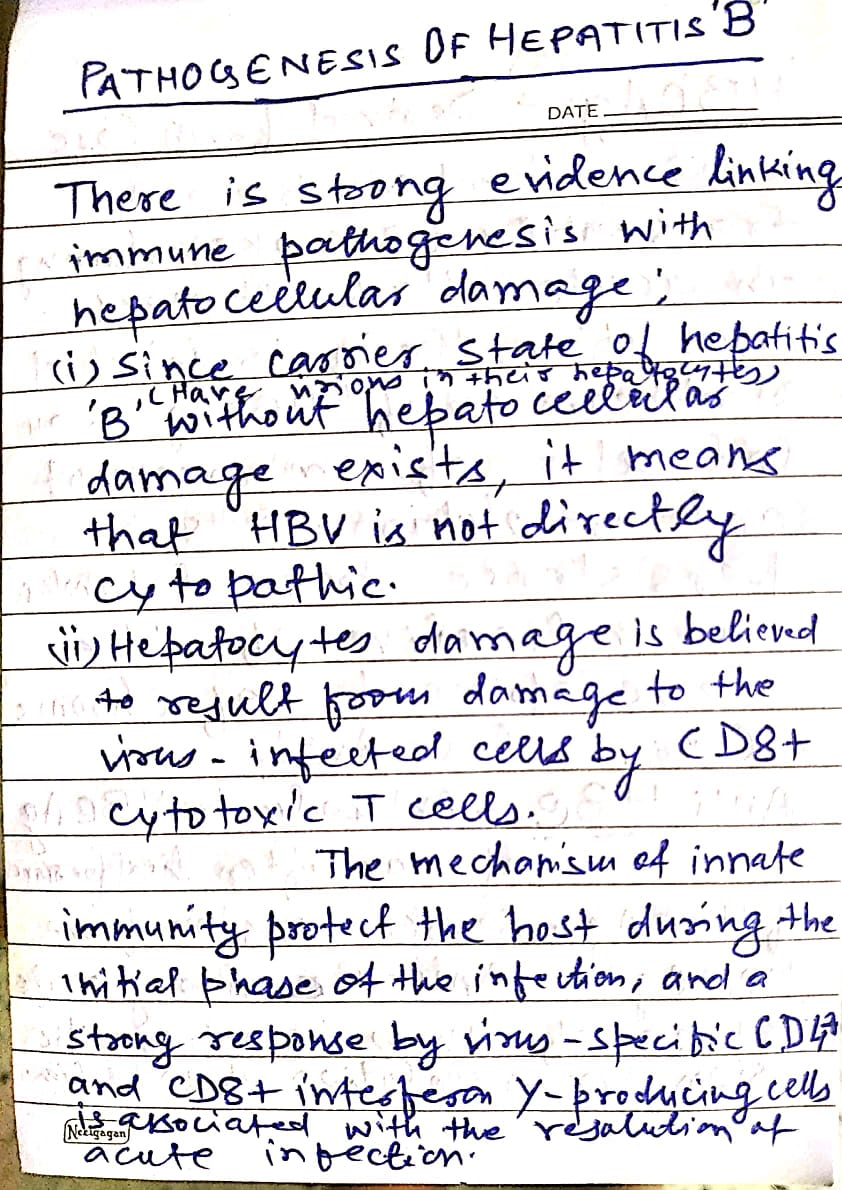 PATHOGENESIS OF HEPATITIS 'B'
DATE
There is strong evidence linking
immune pathogenesis with
hepatocellular damage;
(i) Since carrier state of hepatitis
(Have virions in their hepatocytes)
'B' without hepatocellular
damage exists, it means
that HBV is not directly
cytopathic.
(ii) Hepatocytes damage is believed
to result from damage to the
virus-infected cells by CD8+
cytotoxic T cells.
The mechanism of innate
immunity protect the host during the
initial phase of the infection, and a
strong response by virus-specific CD4+
and CD8+ interferon γ-producing cells
is associated with the resolution of
Neelgagan
acute infection.